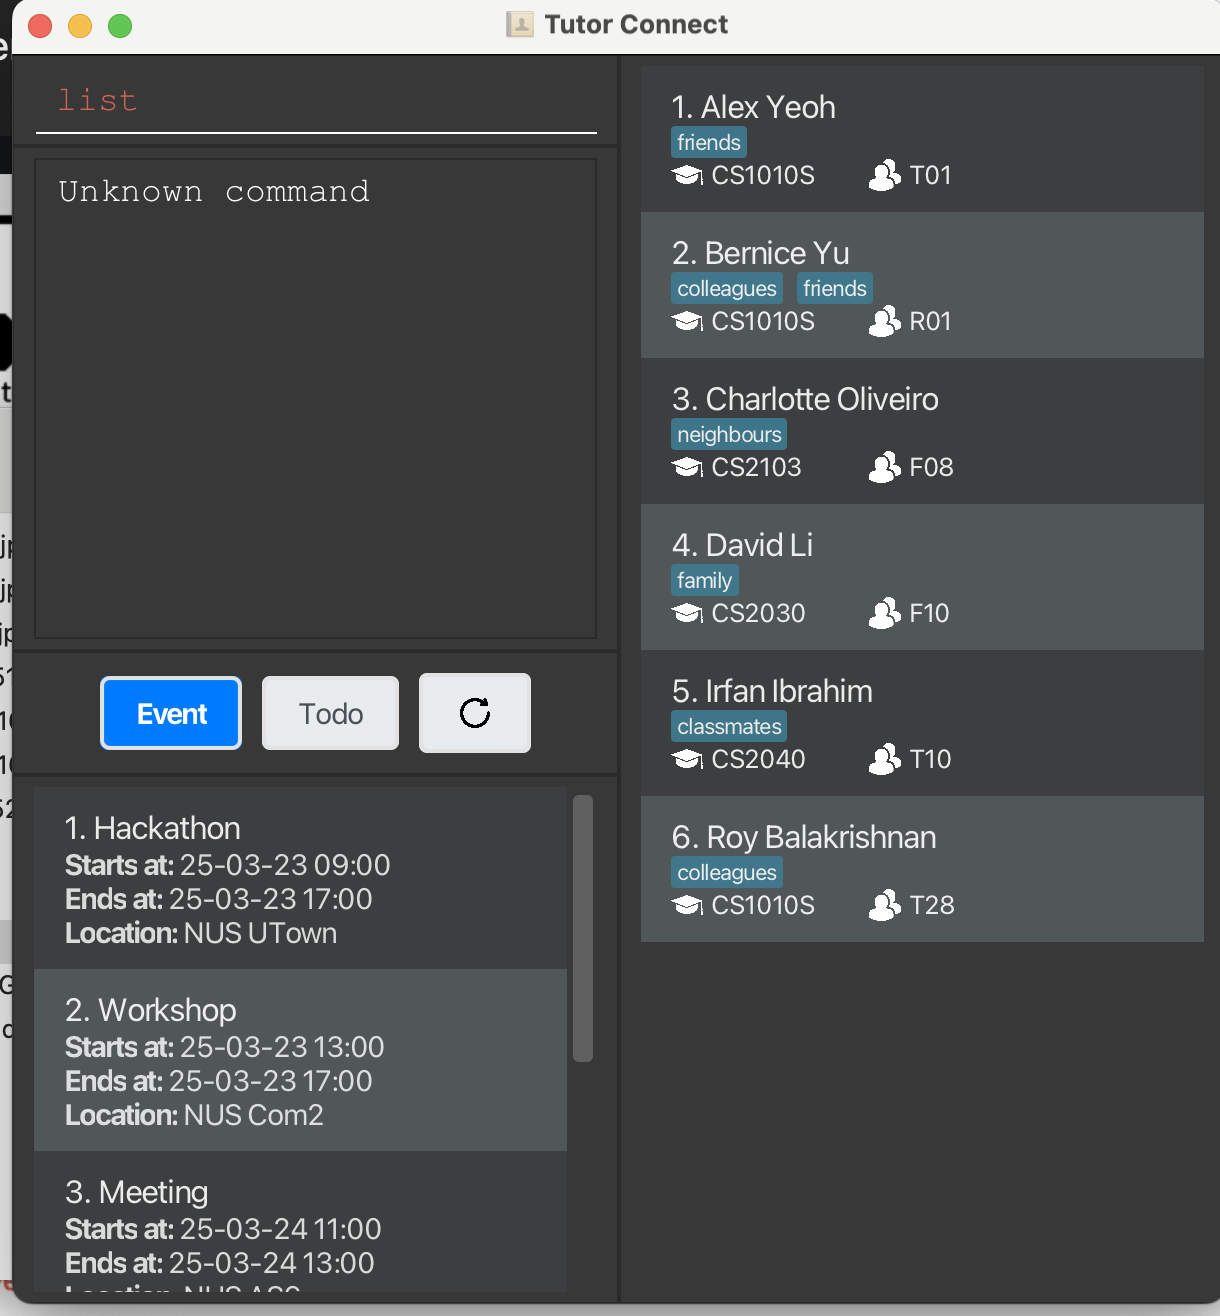 Tutor Connect
list
Unknown command
Event
Todo
1. Hackathon
Starts at: 25-03-23 09:00
Ends at: 25-03-23 17:00
Location: NUS UTown
2. Workshop
Starts at: 25-03-23 13:00
Ends at: 25-03-23 17:00
Location: NUS Com2
3. Meeting
Starts at: 25-03-24 11:00
Ends at: 25-03-24 13:00
1. Alex Yeoh
friends
CS1010S T01
2. Bernice Yu
colleagues friends
CS1010S R01
3. Charlotte Oliveiro
neighbours
CS2103 F08
4. David Li
family
CS2030 F10
5. Irfan Ibrahim
classmates
CS2040 T10
6. Roy Balakrishnan
colleagues
CS1010S T28